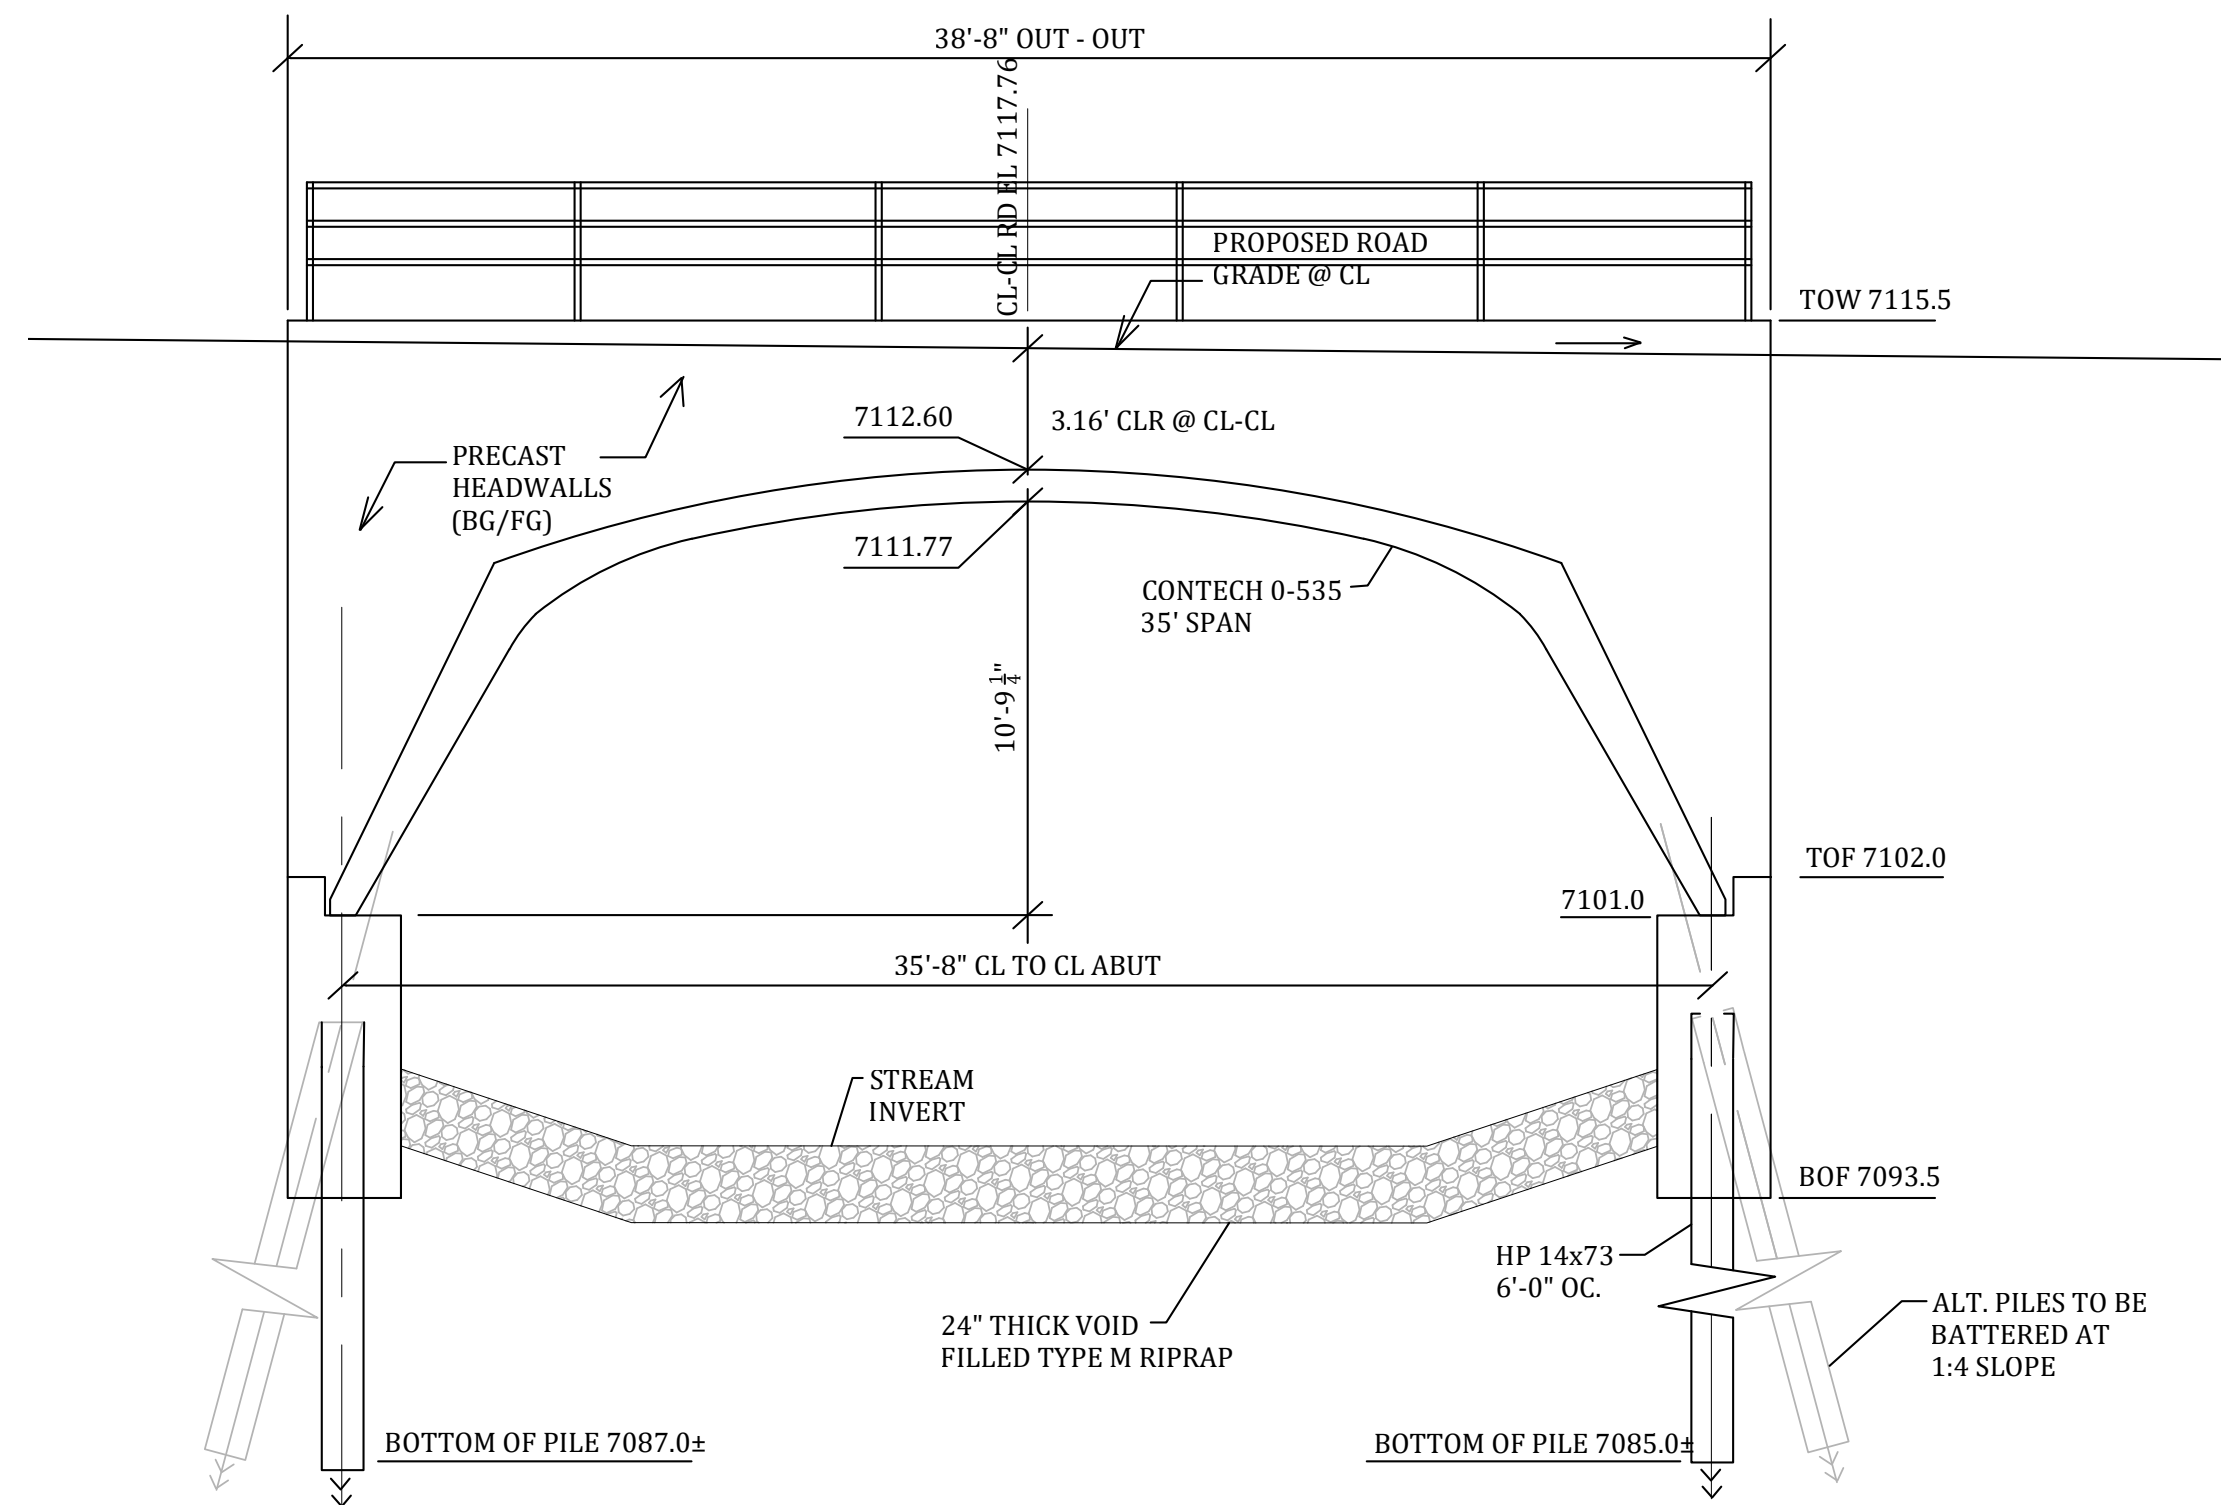 38'-8" OUT - OUT
CL-CL RD EL 7117.76
PROPOSED ROAD
GRADE @ CL
TOW 7115.5
7112.60
3.16' CLR @ CL-CL
PRECAST
HEADWALLS
(BG/FG)
7111.77
CONTECH 0-535
35' SPAN
10'-9 1/4"
TOF 7102.0
7101.0
35'-8" CL TO CL ABUT
STREAM
INVERT
BOF 7093.5
HP 14x73
6'-0" OC.
24" THICK VOID
FILLED TYPE M RIPRAP
ALT. PILES TO BE
BATTERED AT
1:4 SLOPE
BOTTOM OF PILE 7087.0±
BOTTOM OF PILE 7085.0±